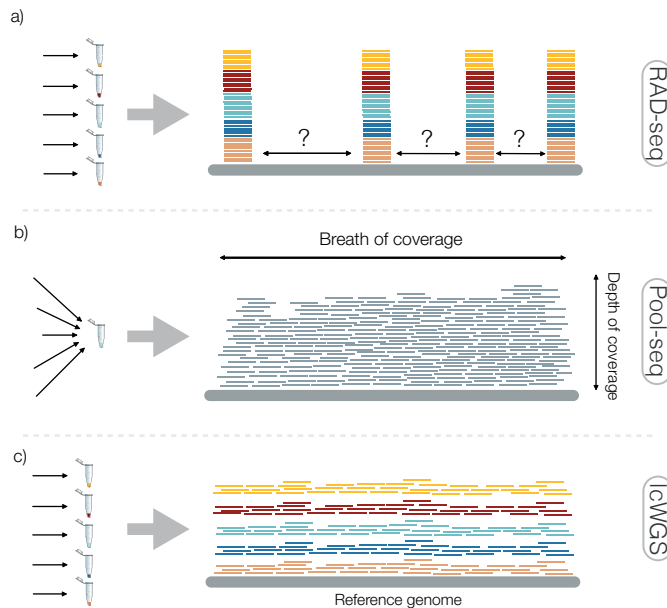 a)
? ? ?
RAD-seq
b)
Breath of coverage
Depth of coverage
Pool-seq
c)
lcWGS
Reference genome